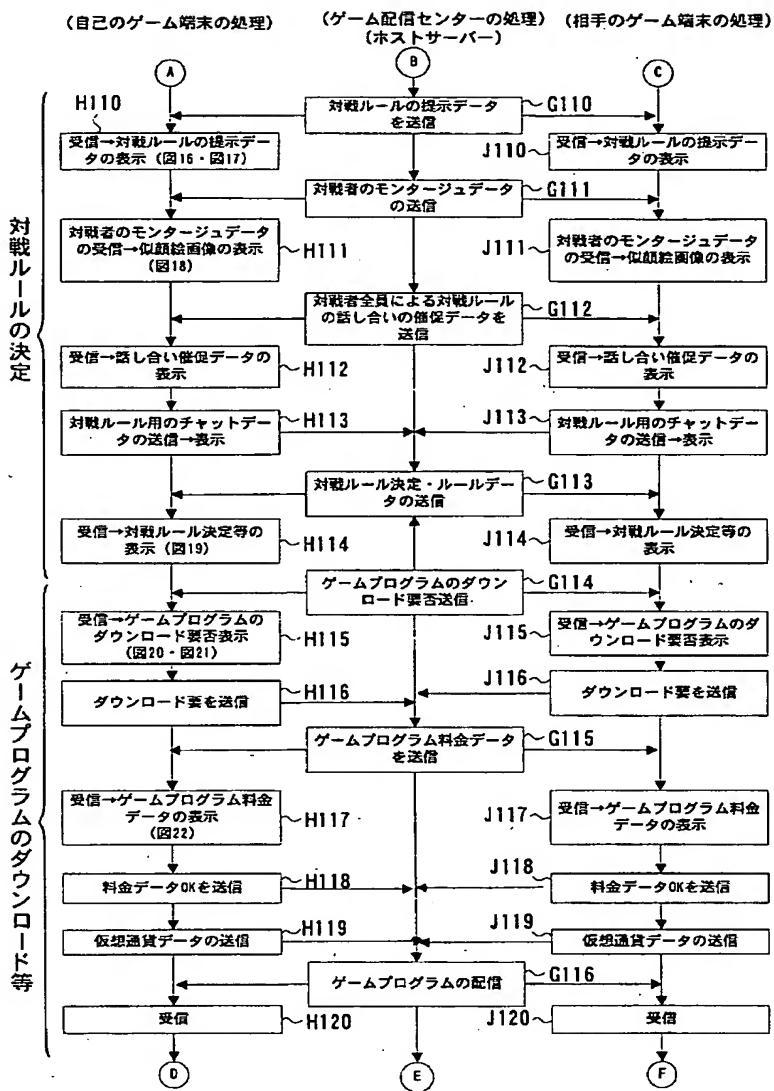 (自己のゲーム端末の処理)
(ゲーム配信センターの処理)
(ホストサーバー)
(相手のゲーム端末の処理)
A
B
C
対戦ルールの決定
対戦ルールの提示データ
を送信
G110
H110
受信→対戦ルールの提示デー
タの表示(図16・図17)
J110
受信→対戦ルールの提示データ
の表示
対戦者のモンタージュデータ
の送信
G111
対戦者のモンタージュデータ
の受信→似顔絵画像の表示
(図18)
H111
J111
対戦者のモンタージュデータ
の受信→似顔絵画像の表示
対戦者全員による対戦ルール
の話し合いの催促データを
送信
G112
受信→話し合い催促データの
表示
H112
J112
受信→話し合い催促データの
表示
対戦ルール用のチャットデー
タの送信→表示
H113
J113
対戦ルール用のチャットデー
タの送信→表示
対戦ルール決定・ルールデー
タの送信
G113
受信→対戦ルール決定等の
表示(図19)
H114
J114
受信→対戦ルール決定等の
表示
ゲームプログラムのダウンロード等
ゲームプログラムのダウン
ロード要否送信
G114
受信→ゲームプログラムの
ダウンロード要否表示
(図20・図21)
H115
J115
受信→ゲームプログラムのダ
ウンロード要否表示
ダウンロード要を送信
H116
J116
ダウンロード要を送信
ゲームプログラム料金データ
を送信
G115
受信→ゲームプログラム料金
データの表示
(図22)
H117
J117
受信→ゲームプログラム料金
データの表示
料金データOKを送信
H118
J118
料金データOKを送信
仮想通貨データの送信
H119
J119
仮想通貨データの送信
ゲームプログラムの配信
G116
受信
H120
J120
受信
D
E
F